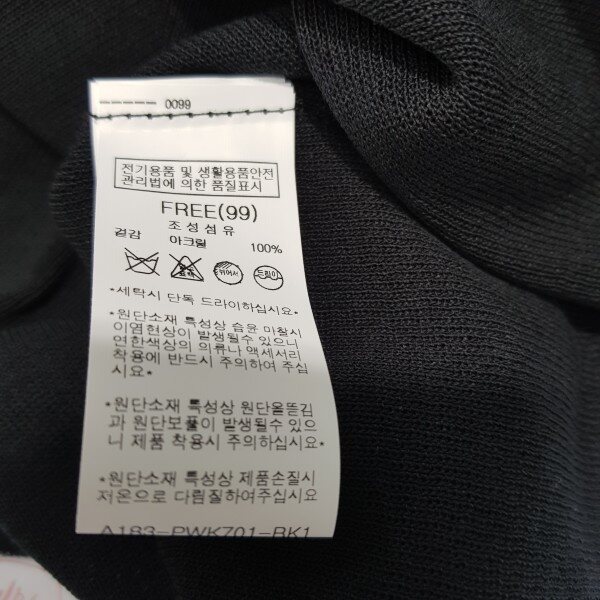 ----- 0099
전기용품 및 생활용품안전
관리법에 의한 품질표시
FREE(99)
조성섬유
겉감 아크릴 100%
드라이
*세탁시 단독 드라이하십시요*
*원단소재 특성상 습윤 마찰시
이염현상이 발생될수 있으니
연한색상의 의류나 액세서리
착용에 반드시 주의하여 주십
시요*
*원단소재 특성상 원단올뜯김
과 원단보풀이 발생될수 있으
니 제품 착용시 주의하십시요*
*원단소재 특성상 제품손질시
저온으로 다림질하여주십시요*
A183-PWK701-BK1